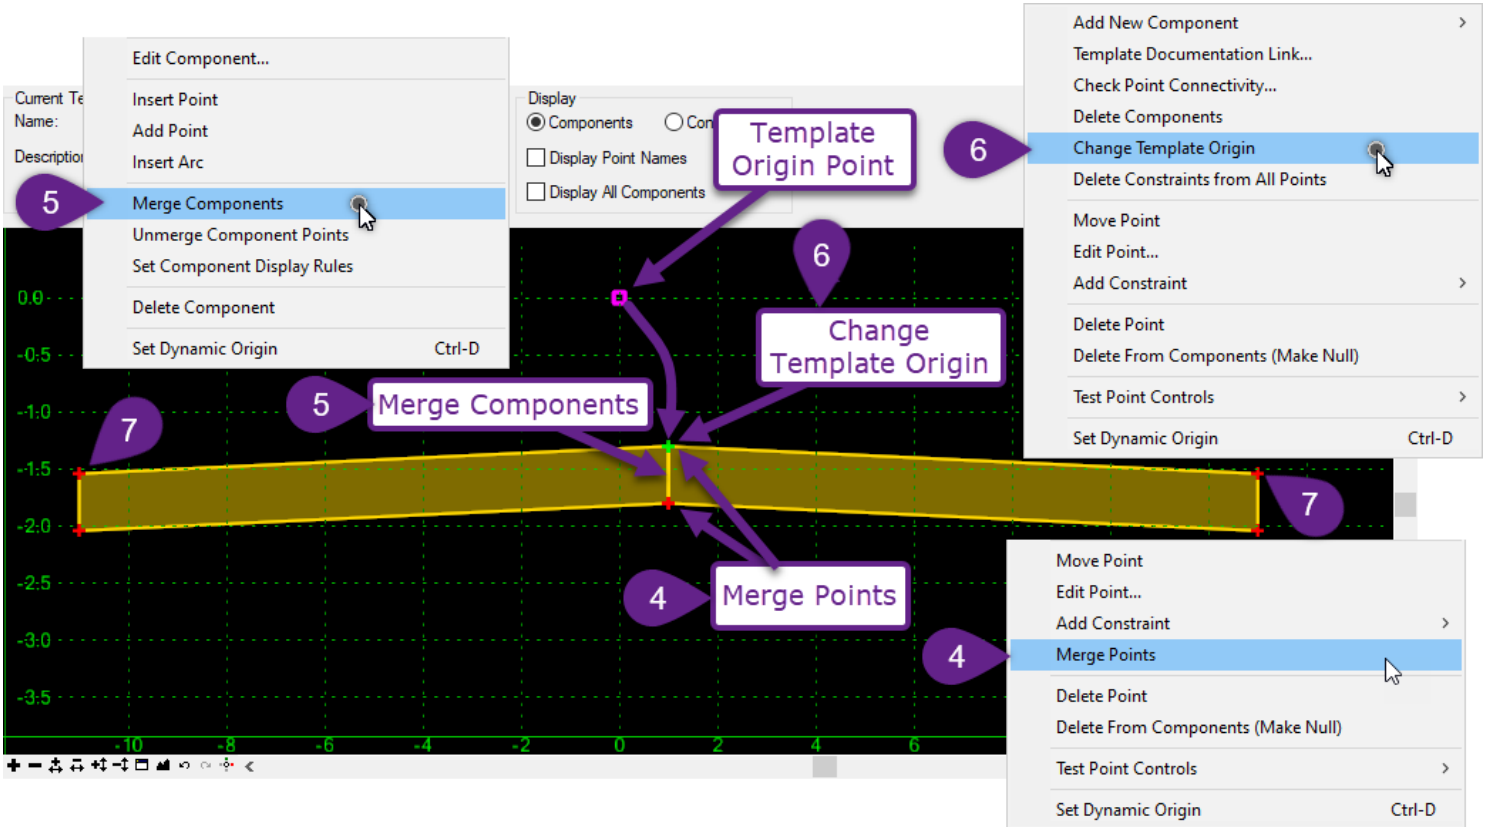 Edit Component...
Insert Point
Add Point
Insert Arc
Merge Components
Unmerge Component Points
Set Component Display Rules
Delete Component
Set Dynamic Origin Ctrl-D
5
Current Te
Name:
Description
Display
Components Con
Display Point Names
Display All Components
Template
Origin Point
Add New Component
Template Documentation Link...
Check Point Connectivity...
Delete Components
Change Template Origin
Delete Constraints from All Points
Move Point
Edit Point...
Add Constraint
Delete Point
Delete From Components (Make Null)
Test Point Controls
Set Dynamic Origin Ctrl-D
6
6
Change
Template Origin
5
Merge Components
7
7
4
Merge Points
0.0
-0.5
-1.0
-1.5
-2.0
-2.5
-3.0
-3.5
-10 -8 -6 -4 -2 0 2 4 6
4
Move Point
Edit Point...
Add Constraint
Merge Points
Delete Point
Delete From Components (Make Null)
Test Point Controls
Set Dynamic Origin Ctrl-D